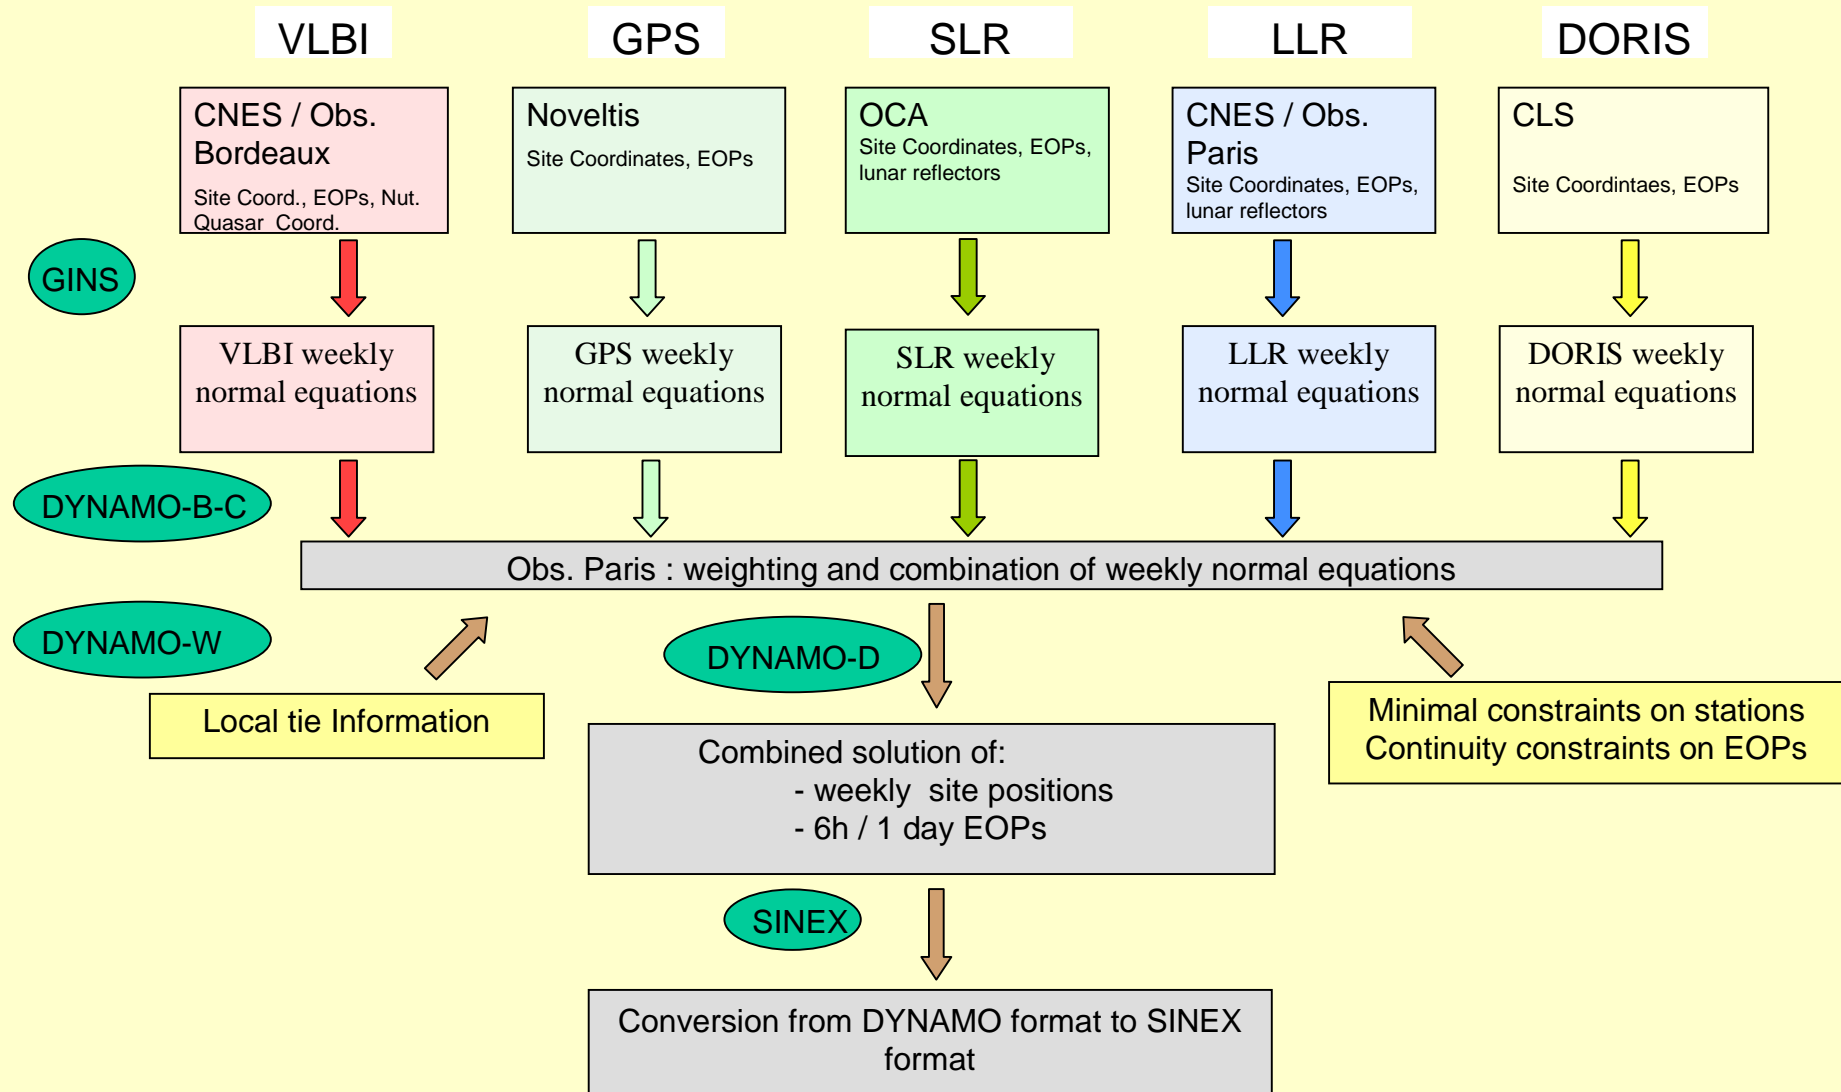 VLBI
GPS
SLR
LLR
DORIS
CNES / Obs.
Bordeaux
Site Coord., EOPs, Nut.
Quasar Coord.
Noveltis
Site Coordinates, EOPs
OCA
Site Coordinates, EOPs,
lunar reflectors
CNES / Obs.
Paris
Site Coordinates, EOPs,
lunar reflectors
CLS
Site Coordintaes, EOPs
GINS
VLBI weekly
normal equations
GPS weekly
normal equations
SLR weekly
normal equations
LLR weekly
normal equations
DORIS weekly
normal equations
DYNAMO-B-C
Obs. Paris : weighting and combination of weekly normal equations
DYNAMO-W
DYNAMO-D
Local tie Information
Minimal constraints on stations
Continuity constraints on EOPs
Combined solution of:
- weekly site positions
- 6h / 1 day EOPs
SINEX
Conversion from DYNAMO format to SINEX
format